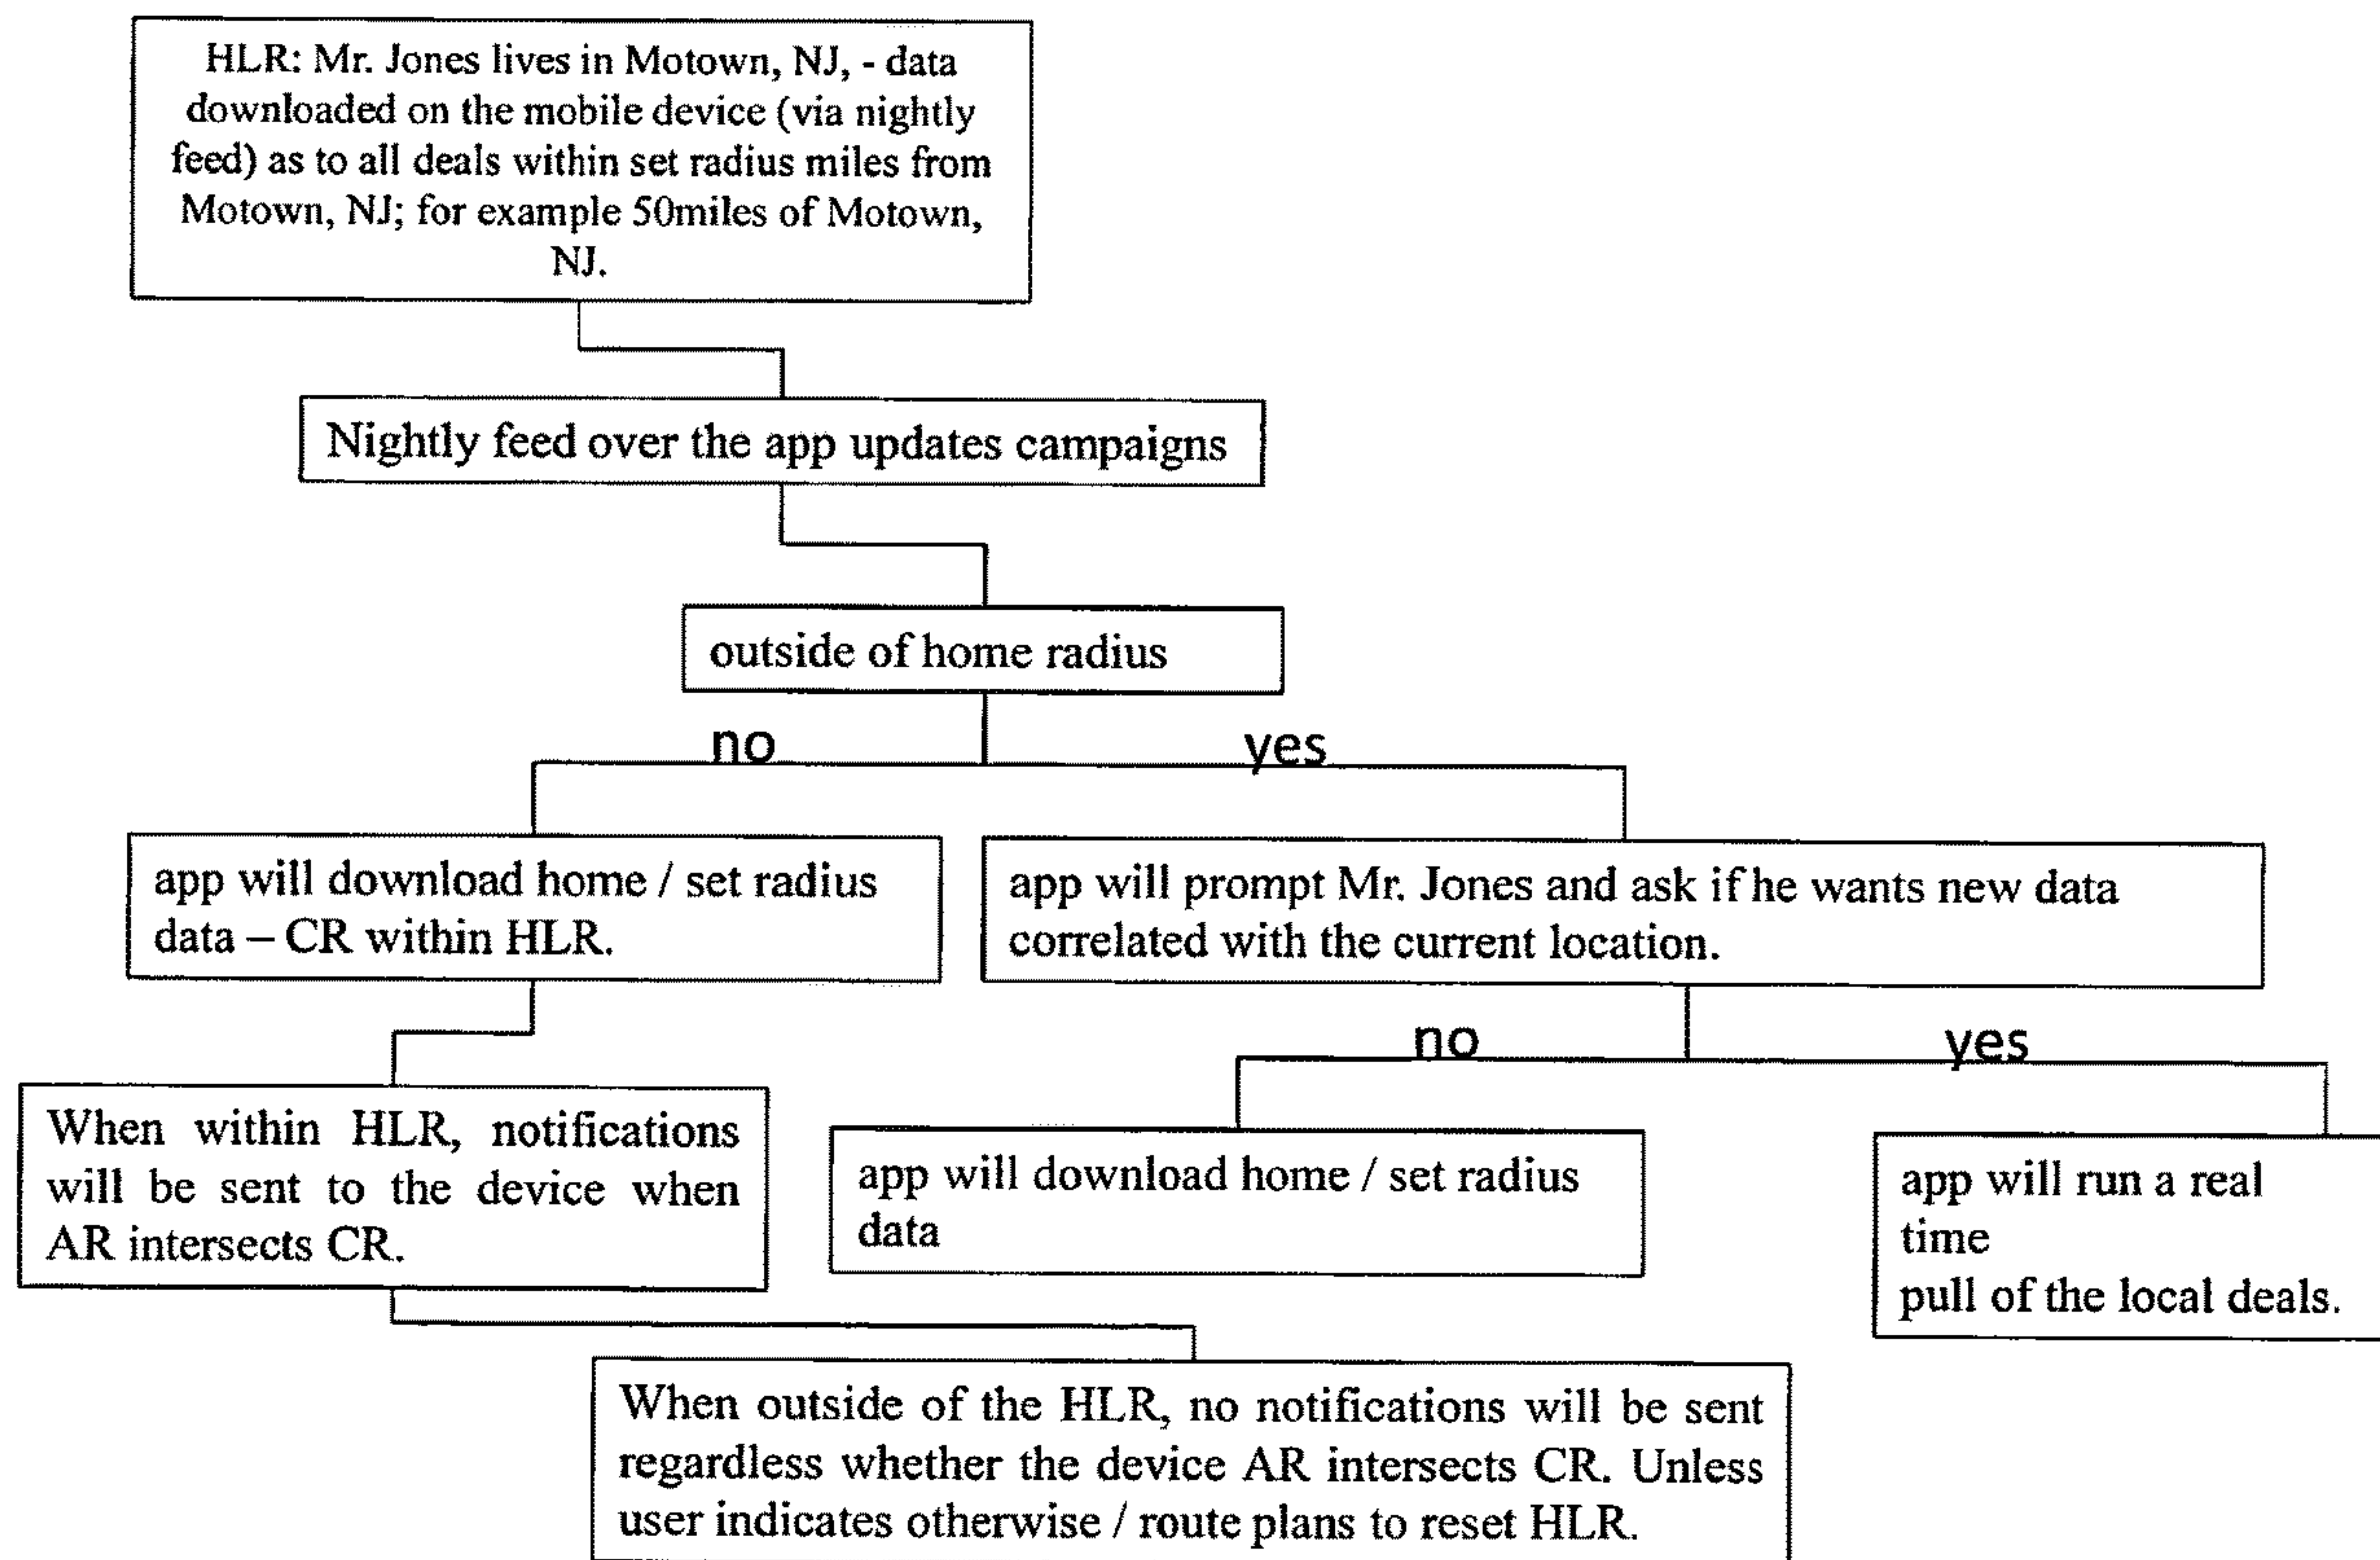 HLR: Mr. Jones lives in Motown, NJ, - data
downloaded on the mobile device (via nightly
feed) as to all deals within set radius miles from
Motown, NJ; for example 50miles of Motown,
NJ.
Nightly feed over the app updates campaigns
outside of home radius
no
yes
app will download home / set radius
data – CR within HLR.
app will prompt Mr. Jones and ask if he wants new data
correlated with the current location.
no
yes
When within HLR, notifications
will be sent to the device when
AR intersects CR.
app will download home / set radius
data
app will run a real
time
pull of the local deals.
When outside of the HLR, no notifications will be sent
regardless whether the device AR intersects CR. Unless
user indicates otherwise / route plans to reset HLR.